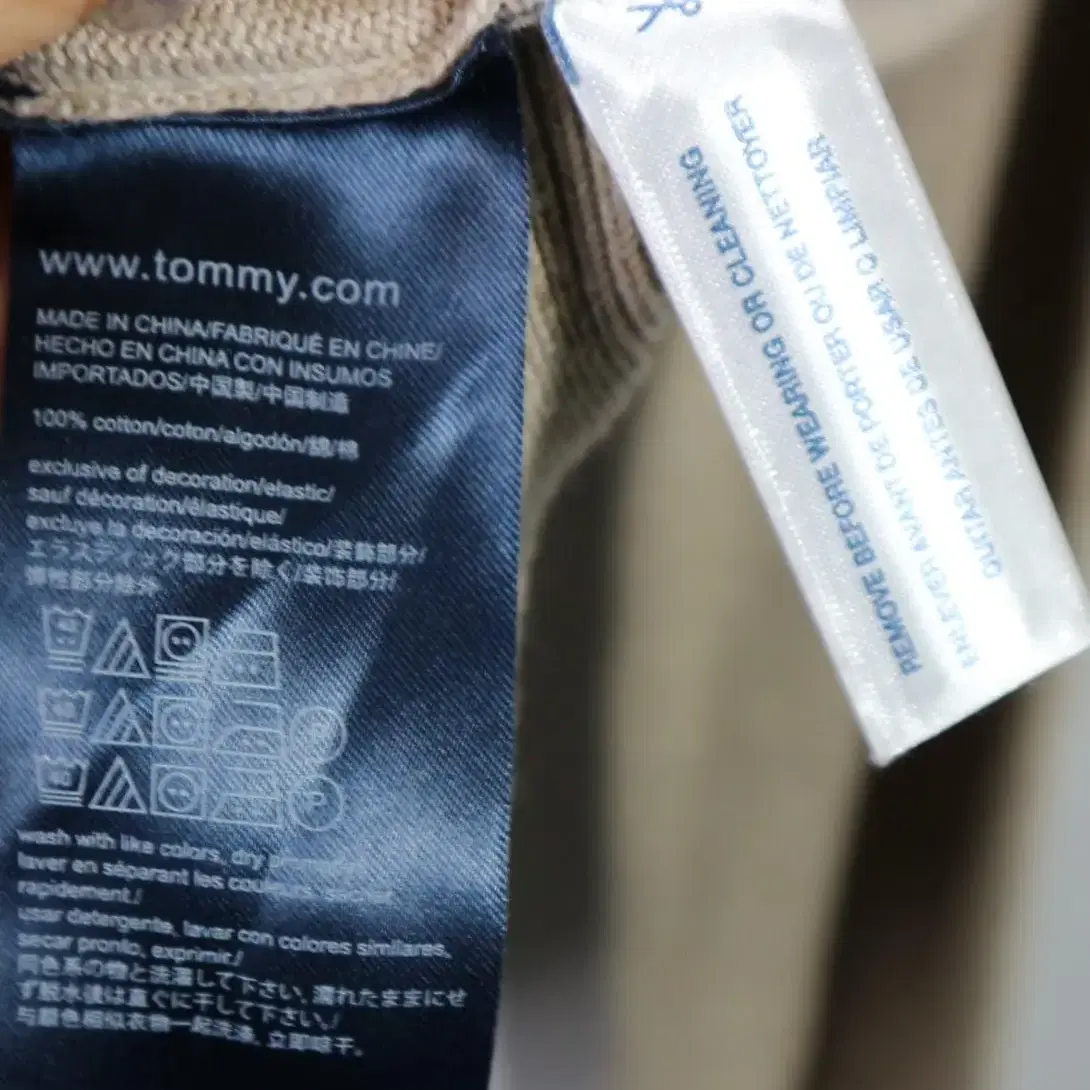 www.tommy.com
MADE IN CHINA/FABRIQUÉ EN CHINE/
HECHO EN CHINA CON INSUMOS
IMPORTADOS/中国製/中国制造
100% cotton/coton/algodón/綿/棉
exclusive of decoration/elastic/
sauf décoration/élastique/
excluye la decoración/elástico/装飾部分/
エラスティック部分を除く/装饰部分/
弹性部分除外
P
wash with like colors, dry
laver en séparant les couleurs,
rapidement./
usar detergente, lavar con colores similares,
secar pronto, exprimir./
同色系の物と洗濯して下さい。濡れたままにせ
ず脱水後は直ぐに干して下さい。/
与颜色相似衣物一起洗涤, 立即晾干。
REMOVE BEFORE WEARING OR CLEANING
ENLEVER AVANT DE PORTER OU DE NETTOYER
QUITAR ANTES DE USAR O LIMPIAR